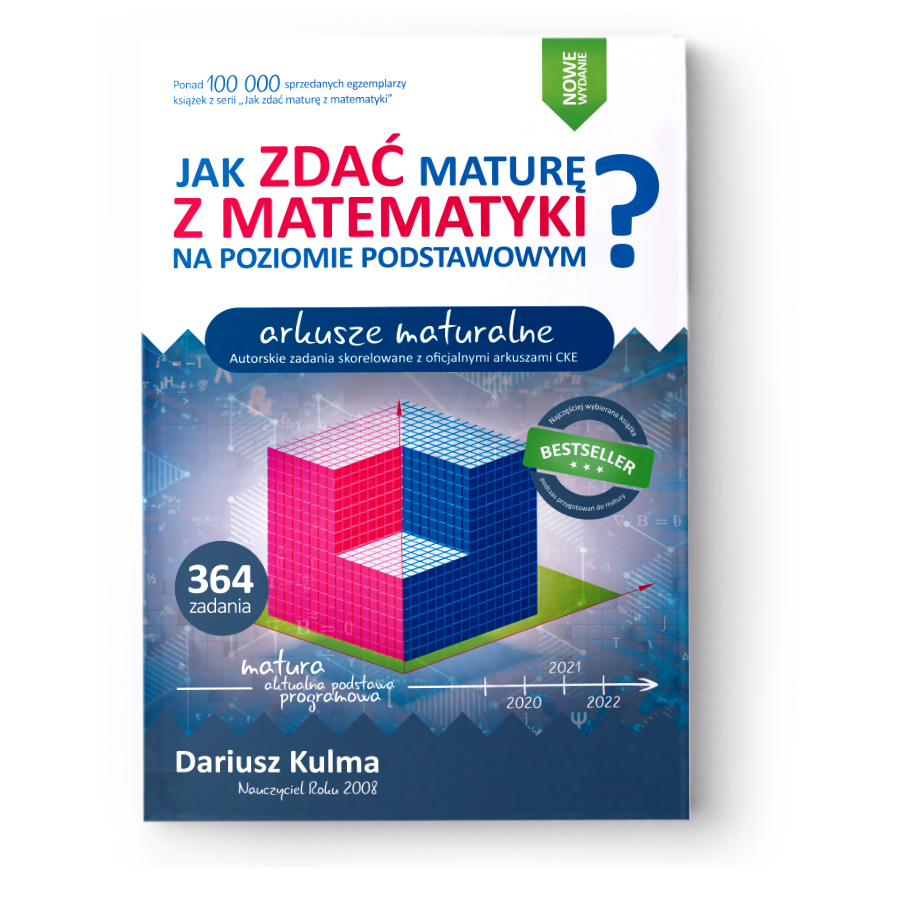 Ponad 100 000 sprzedanych egzemplarzy
książek z serii „Jak zdać maturę z matematyki”
NOWE
WYDANIE
JAK ZDAĆ MATURĘ
Z MATEMATYKI
NA POZIOMIE PODSTAWOWYM
?
arkusze maturalne
Autorskie zadania skorelowane z oficjalnymi arkuszami CKE
Najczęściej wybierana książka
BESTSELLER
podczas przygotowań do matury
364
zadania
matura
aktualna podstawa
programowa
2021
2020 2022
Dariusz Kulma
Nauczyciel Roku 2008